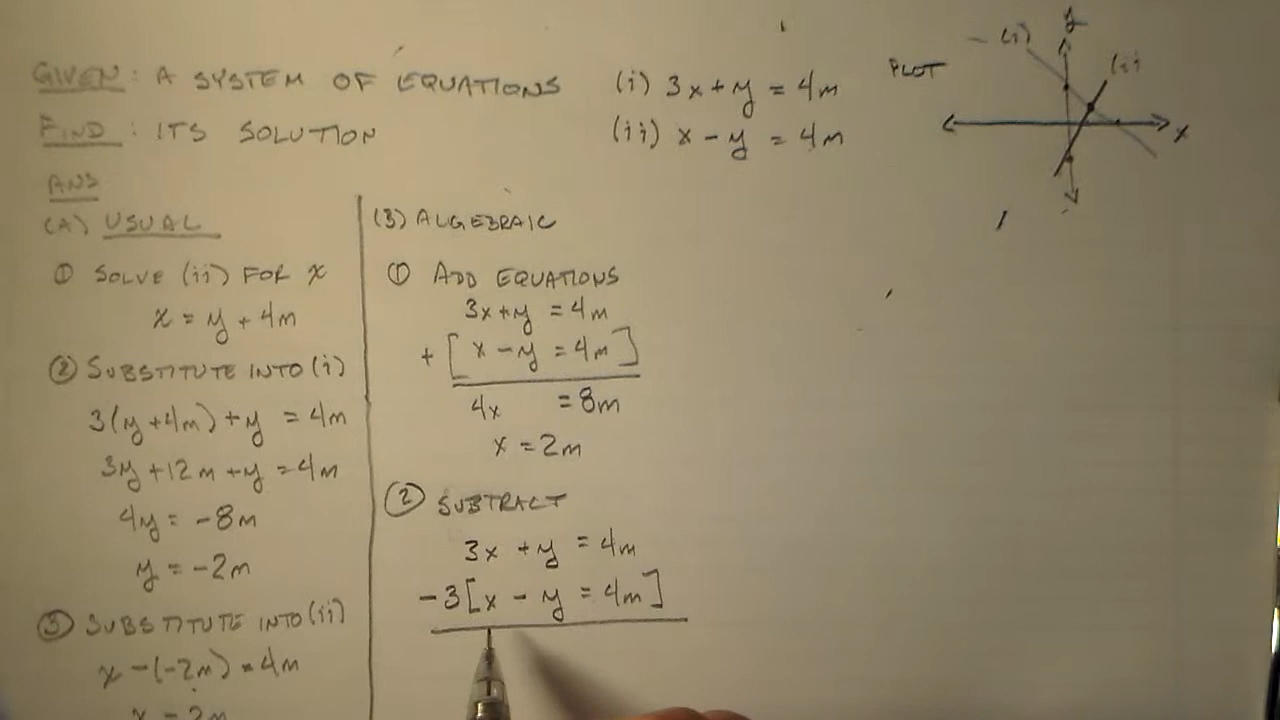 GIVEN: A SYSTEM OF EQUATIONS (i) 3x+y = 4m
FIND: ITS SOLUTION (ii) x - y = 4m
PLOT
(i)
y
(ii
x
ANS
(A) USUAL
① SOLVE (ii) FOR x
x = y + 4m
② SUBSTITUTE INTO (i)
3(y+4m)+y = 4m
3y+12m+y = 4m
4y = -8m
y = -2m
③ SUBSTITUTE INTO (ii)
x -(-2m) = 4m
x = 2m
(B) ALGEBRAIC
① ADD EQUATIONS
3x+y = 4m
+ [x - y = 4m]
4x = 8m
x = 2m
② SUBTRACT
3x + y = 4m
-3[x - y = 4m]